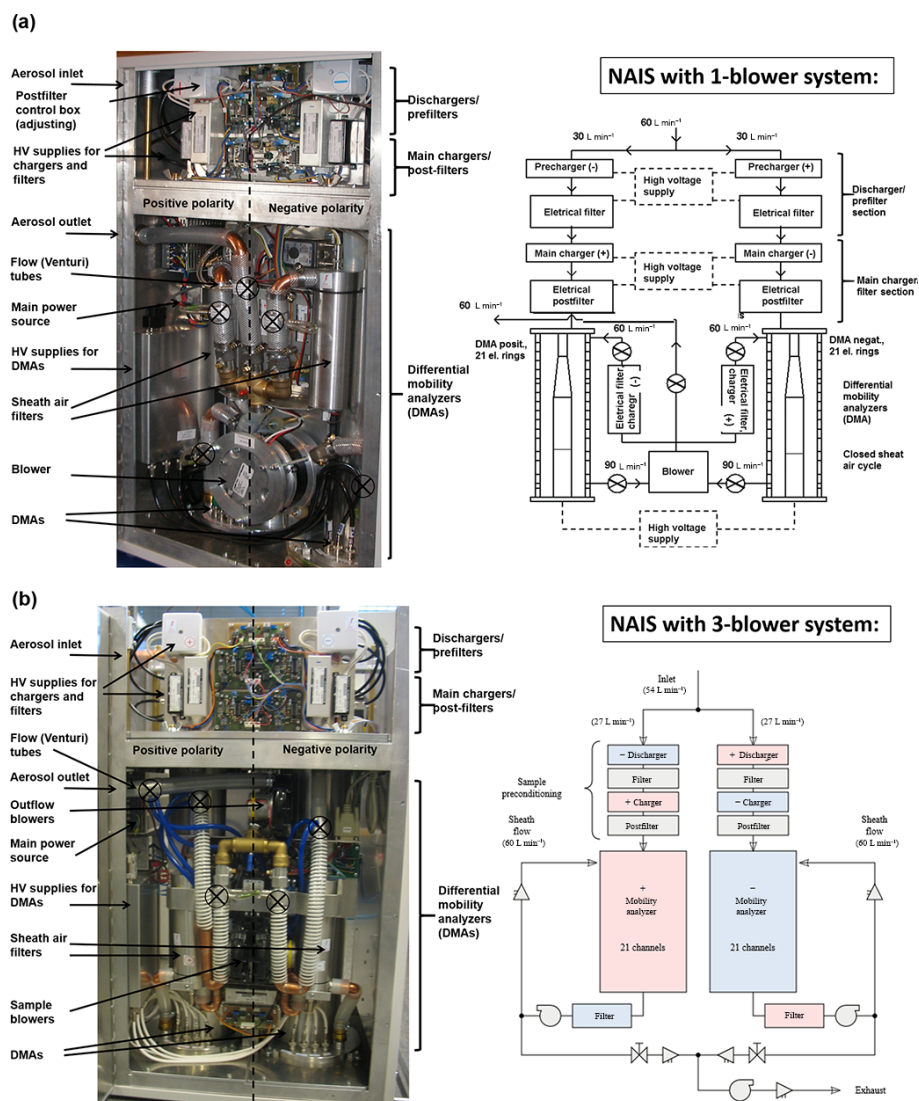 (a)
Aerosol inlet
Postfilter
control box
(adjusting)
HV supplies for
chargers and
filters
Positive polarity
Negative polarity
Aerosol outlet
Flow (Venturi)
tubes
Main power
source
HV supplies for
DMAs
Sheath air
filters
Blower
DMAs
Dischargers/
prefilters
Main chargers/
post-filters
Differential
mobility
analyzers
(DMAs)
NAIS with 1-blower system:
60 L min⁻¹
30 L min⁻¹
30 L min⁻¹
Precharger (-)
Precharger (+)
High voltage
supply
Eletrical filter
Eletrical filter
Discharger/
prefilter
section
Main charger (+)
Main charger (-)
High voltage
supply
Eletrical
postfilter
Eletrical
postfilter
Main charger/
filter section
60 L min⁻¹
60 L min⁻¹
60 L min⁻¹
s
DMA posit.,
21 el. rings
DMA negat.,
21 el. rings
Eletrical filter,
charegr (-)
Eletrical filter,
charger (+)
Differential
mobility
analyzers
(DMA)
Closed sheat
air cycle
90 L min⁻¹
Blower
90 L min⁻¹
High voltage
supply
(b)
Aerosol inlet
HV supplies for
chargers and
filters
Flow (Venturi)
tubes
Positive polarity
Negative polarity
Aerosol outlet
Outflow
blowers
Main power
source
HV supplies for
DMAs
Sheath air
filters
Sample
blowers
DMAs
Dischargers/
prefilters
Main chargers/
post-filters
Differential
mobility
analyzers
(DMAs)
NAIS with 3-blower system:
Inlet
(54 L min⁻¹)
(27 L min⁻¹)
(27 L min⁻¹)
Sample
preconditioning
− Discharger
+ Discharger
Filter
Filter
+ Charger
− Charger
Postfilter
Postfilter
Sheath
flow
(60 L min⁻¹)
Sheath
flow
(60 L min⁻¹)
+
Mobility
analyzer
21 channels
−
Mobility
analyzer
21 channels
Filter
Filter
Exhaust